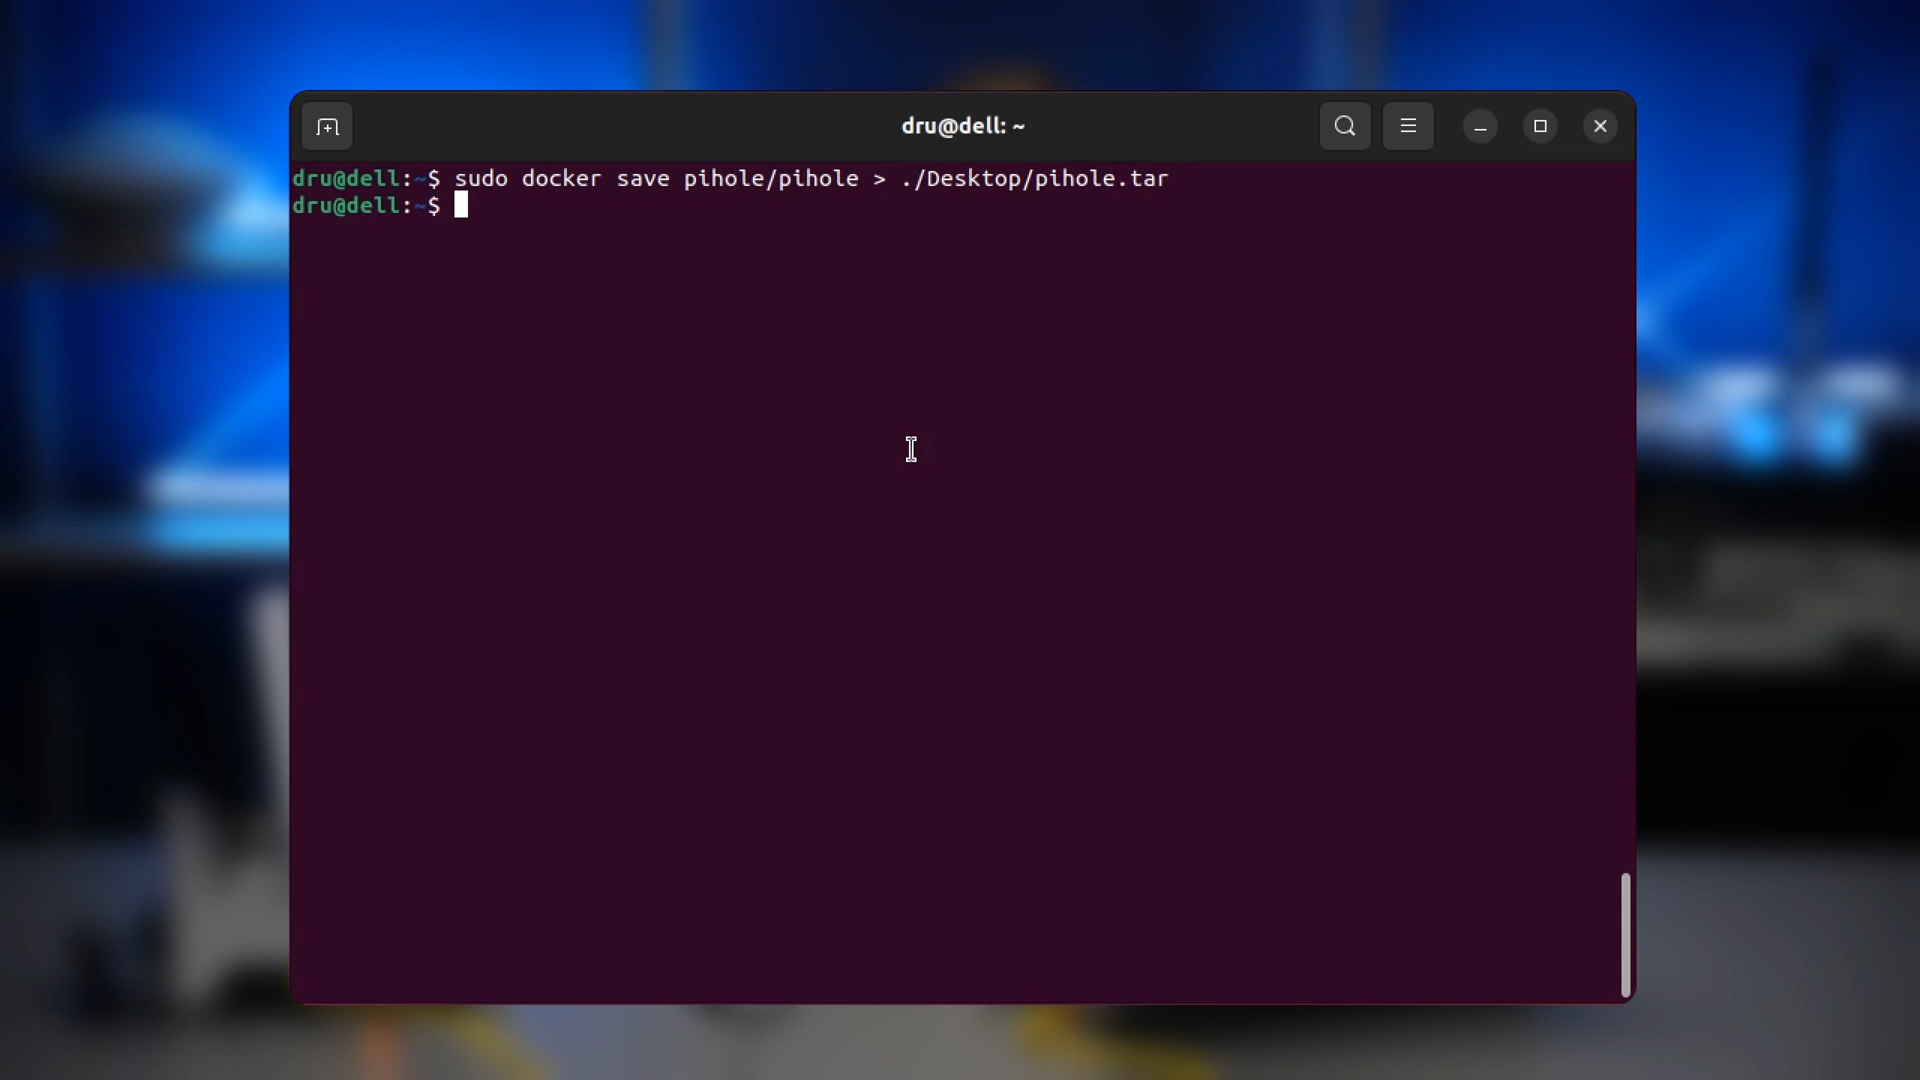 dru@dell: ~
dru@dell:~$ sudo docker save pihole/pihole > ./Desktop/pihole.tar
dru@dell:~$